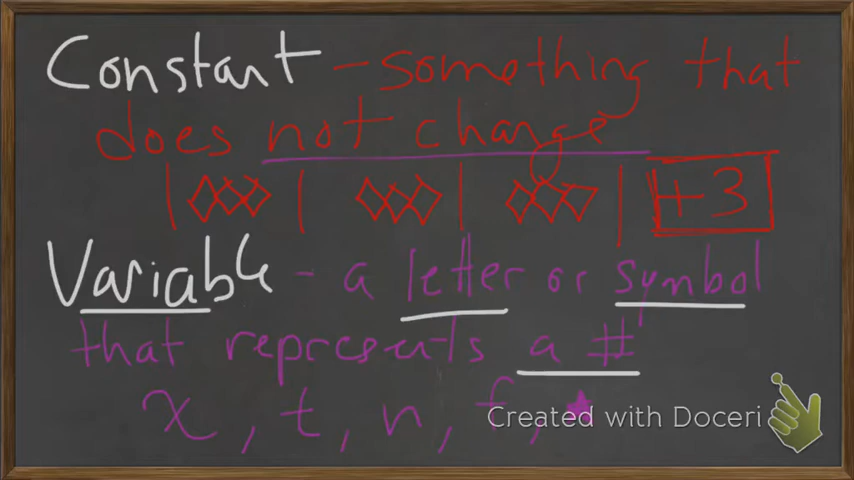 Constant - something that
does not change
+3
Variable - a letter or symbol
that represents a #
x, t, n, f, ★
Created with Doceri